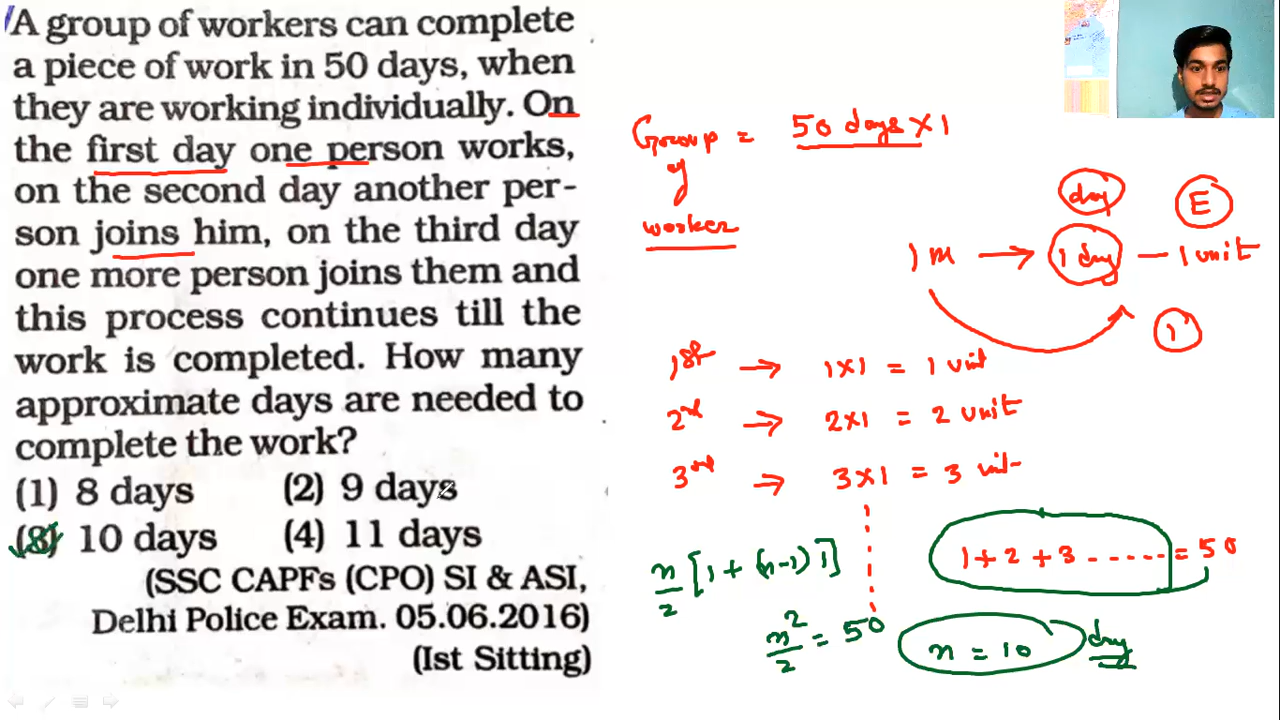 A group of workers can complete
a piece of work in 50 days, when
they are working individually. On
the first day one person works,
on the second day another per-
son joins him, on the third day
one more person joins them and
this process continues till the
work is completed. How many
approximate days are needed to
complete the work?
(1) 8 days (2) 9 days
(3) 10 days (4) 11 days
(SSC CAPFs (CPO) SI & ASI,
Delhi Police Exam. 05.06.2016)
(Ist Sitting)
Group = 50 days × 1
of
worker
day E
1 m → 1 day — 1 unit
1
1st → 1×1 = 1 unit
2nd → 2×1 = 2 unit
3rd → 3×1 = 3 unit
1 + 2 + 3 ----- = 50
n/2 [1 + (n-1) 1]
n²/2 = 50
n = 10 day